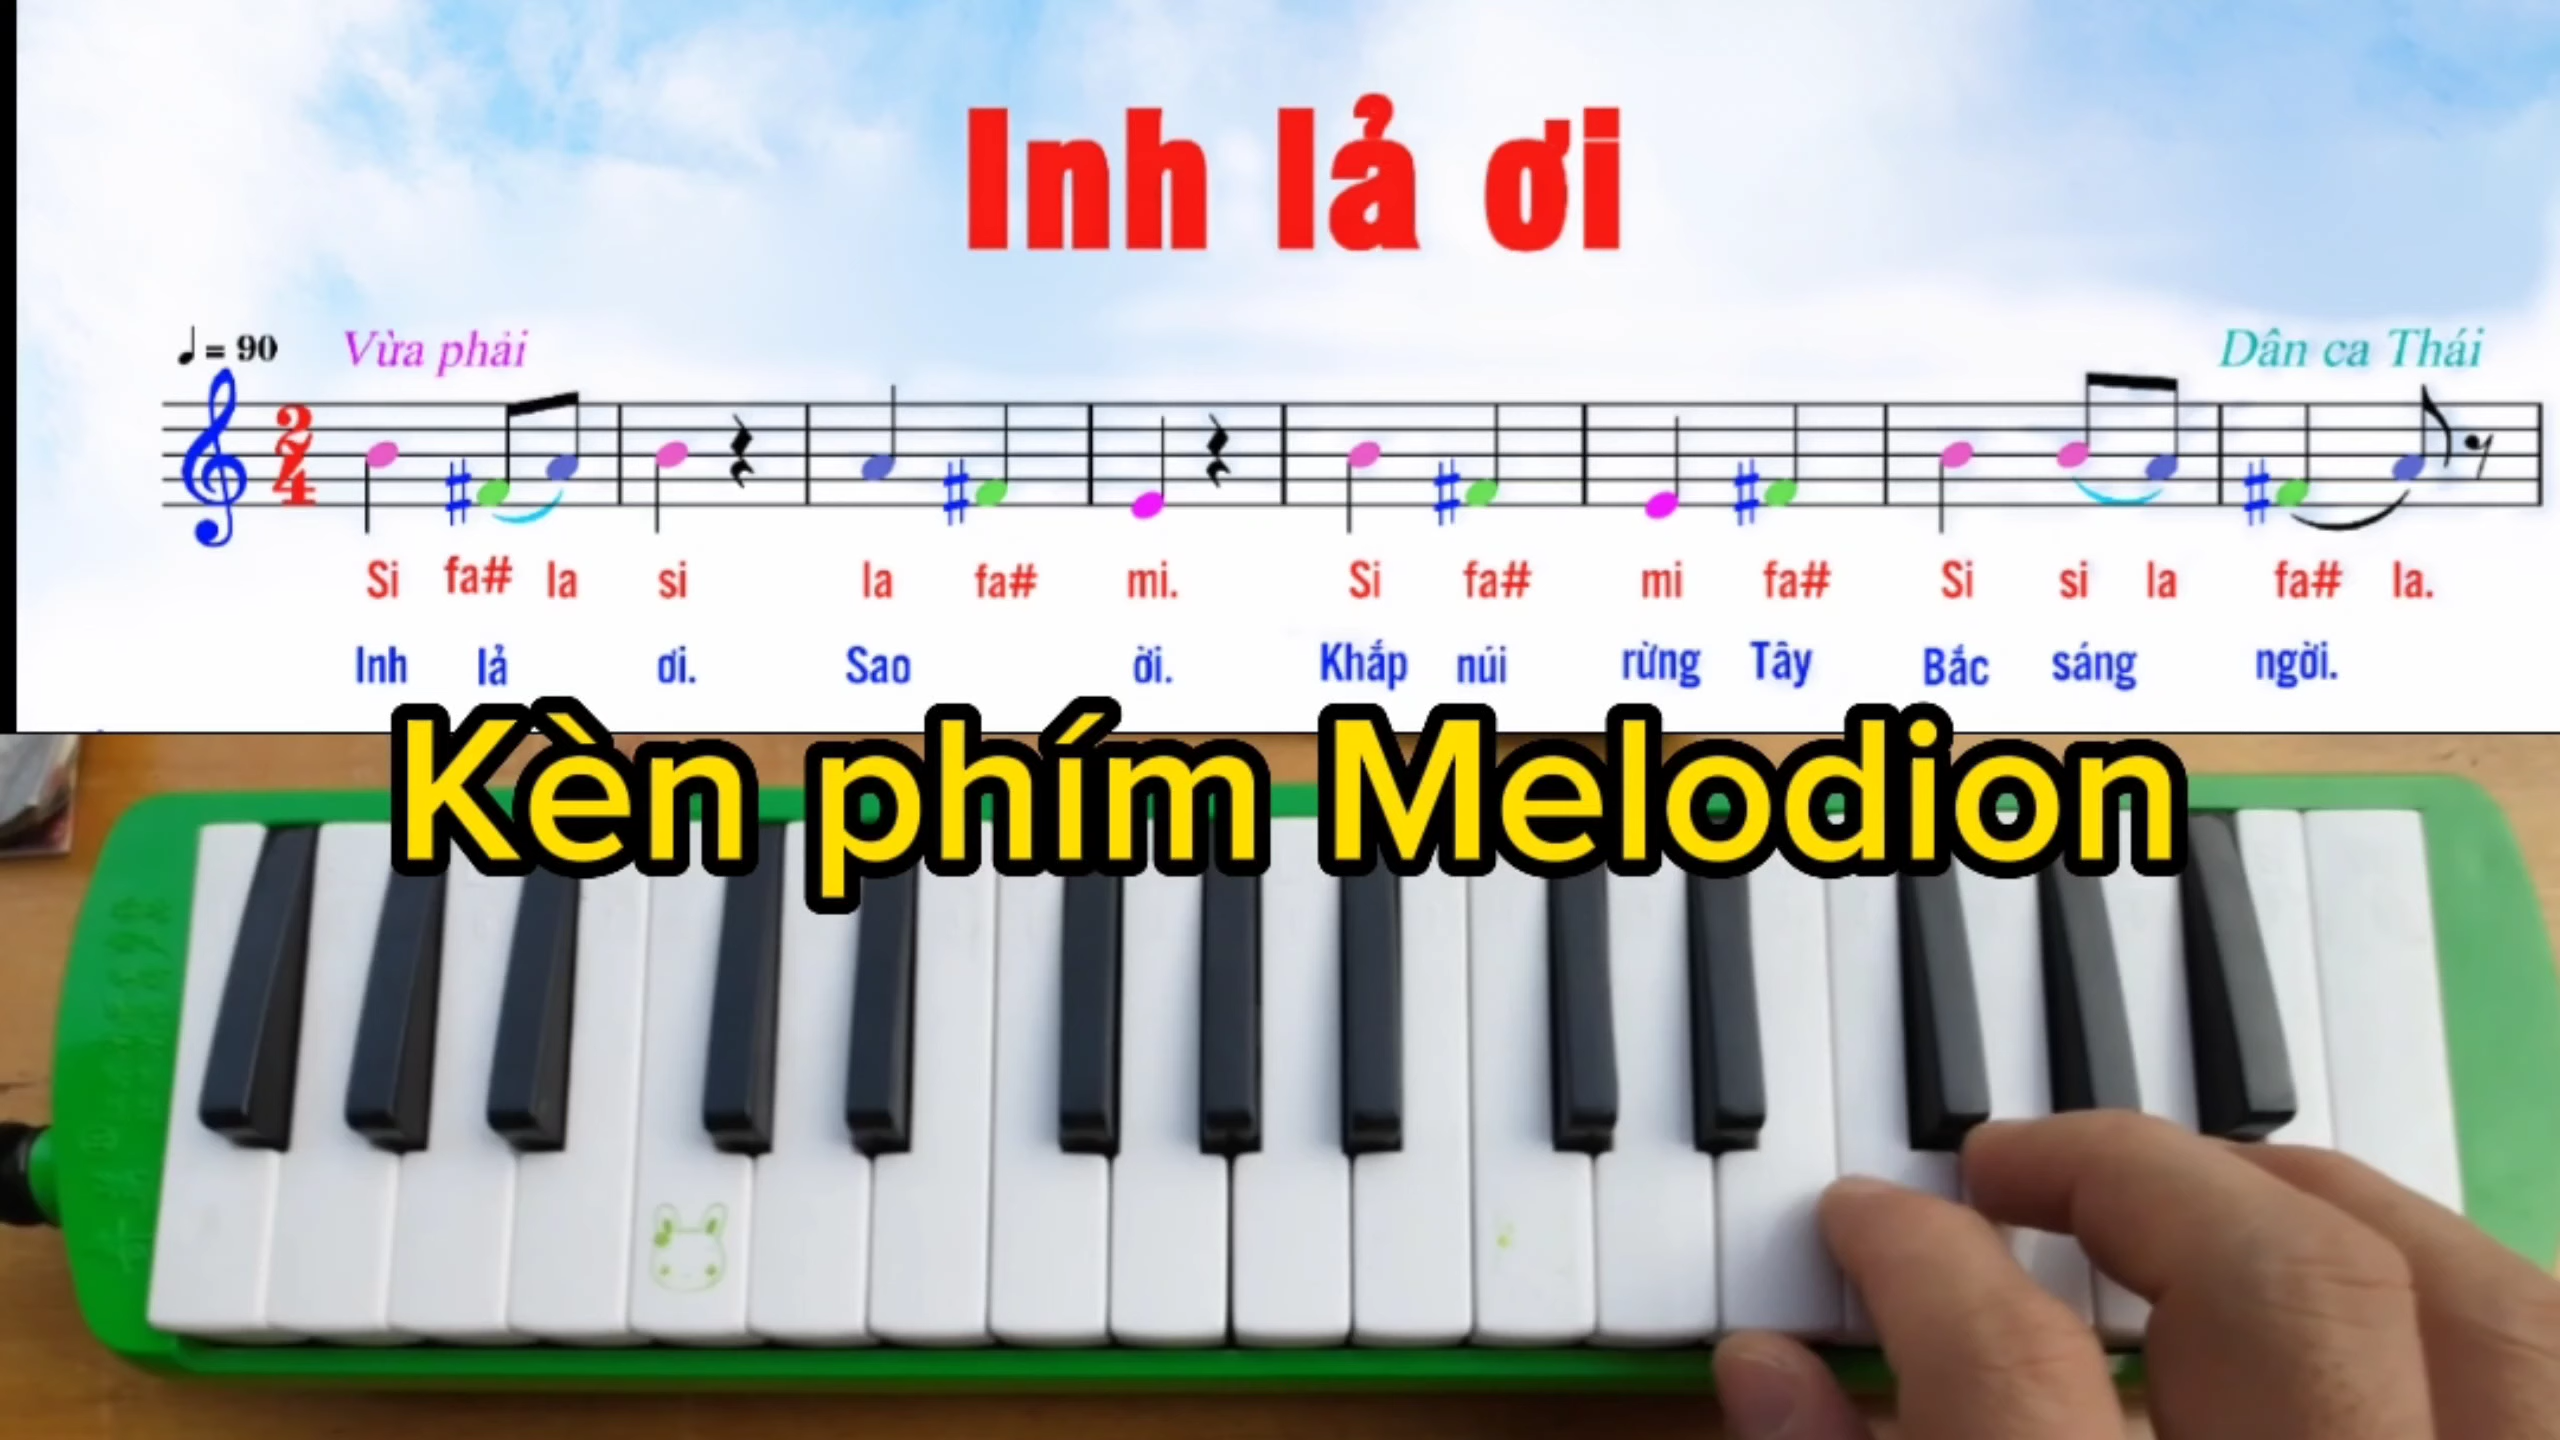 Inh lả ơi
= 90 Vừa phải Dân ca Thái
2
4
Si fa# la si la fa# mi. Si fa# mi fa# Si si la fa# la.
Inh lả ơi. Sao ời. Khắp núi rừng Tây Bắc sáng ngời.
Kèn phím Melodion